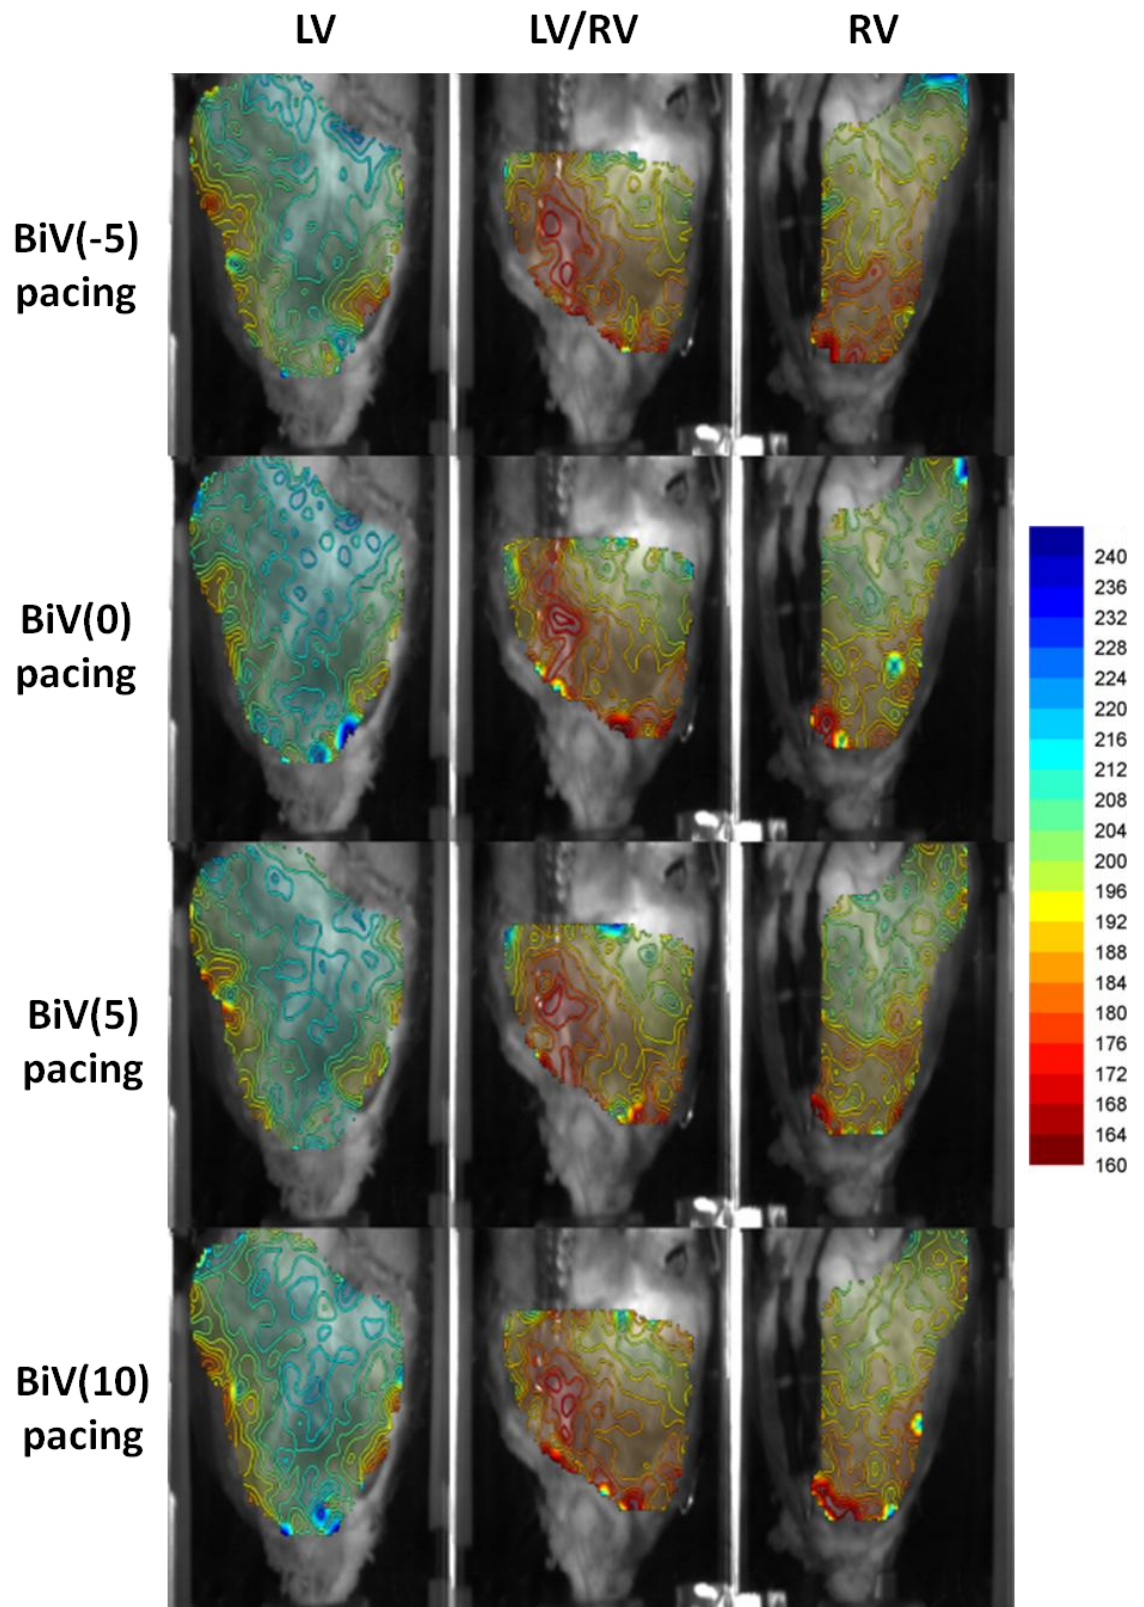 LV LV/RV RV
BiV(-5)
pacing
BiV(0)
pacing
BiV(5)
pacing
BiV(10)
pacing
240
236
232
228
224
220
216
212
208
204
200
196
192
188
184
180
176
172
168
164
160